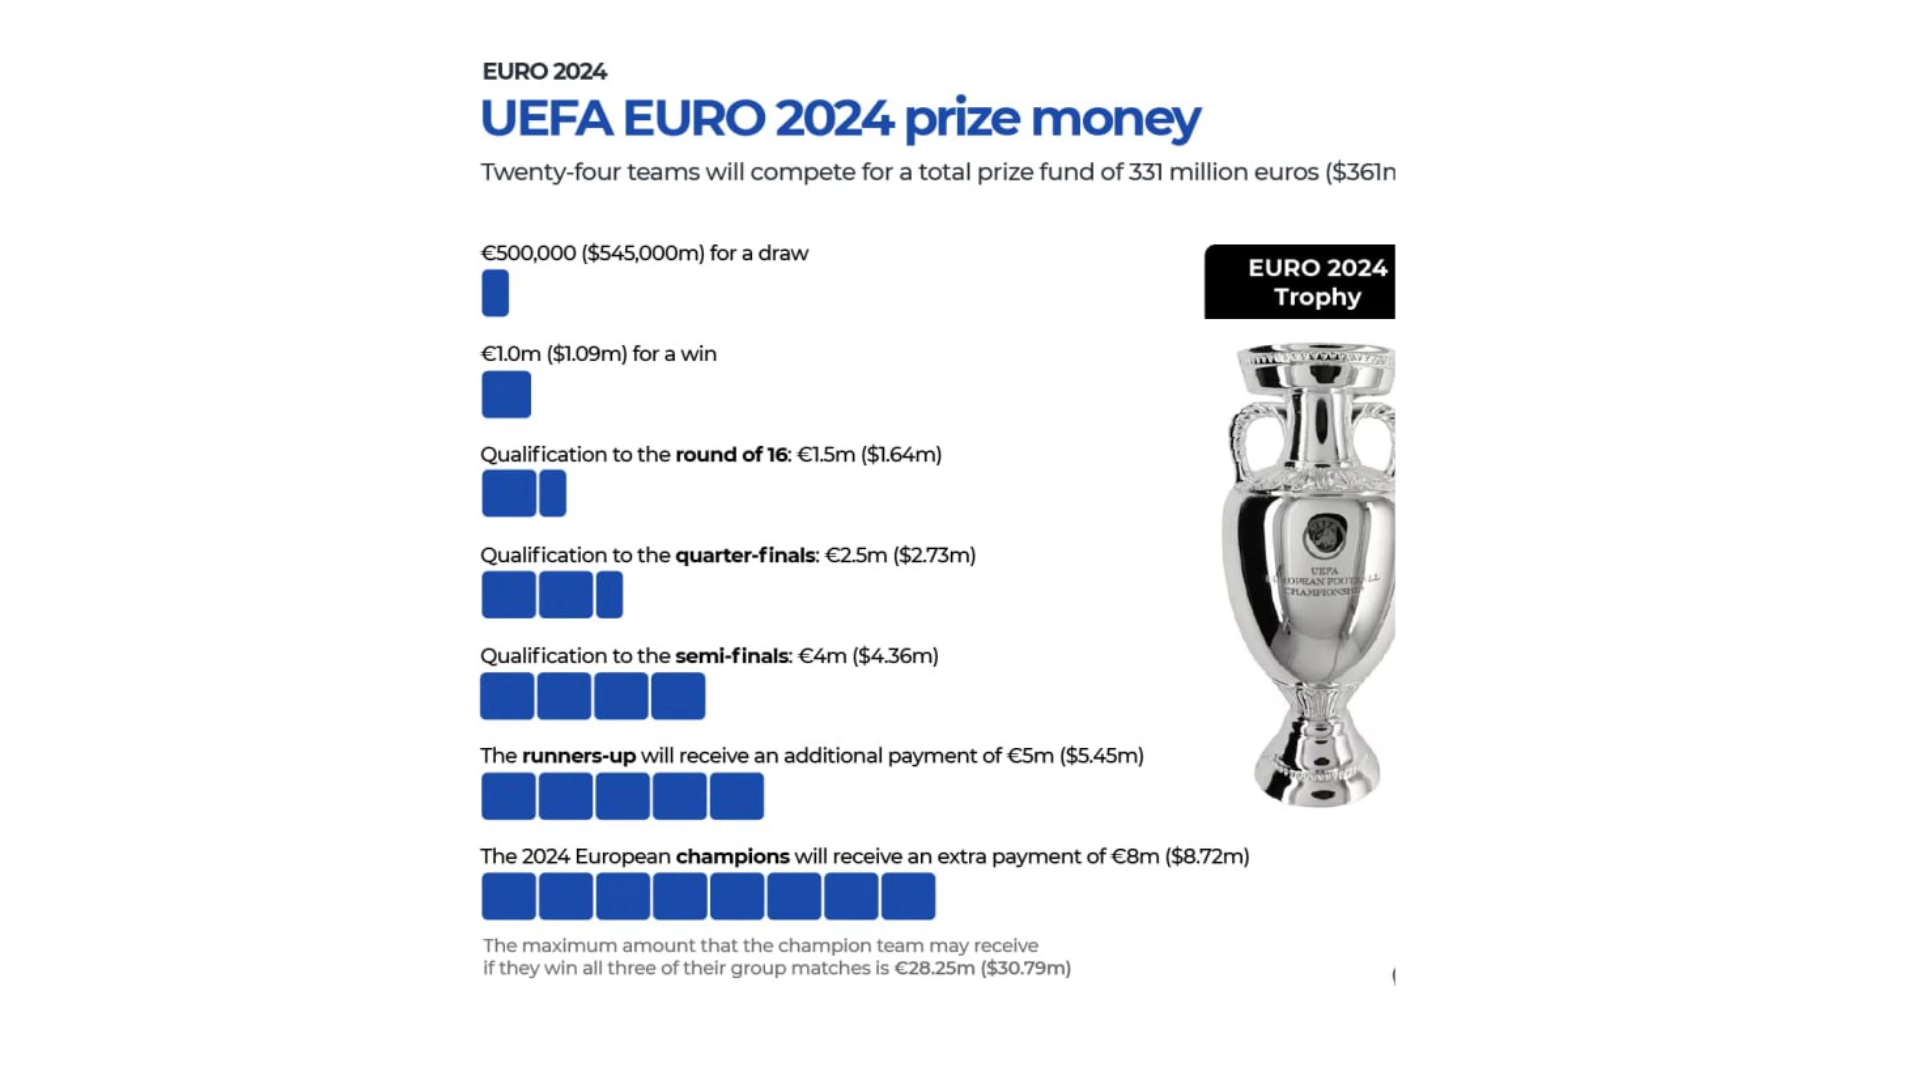 EURO 2024
UEFA EURO 2024 prize money
Twenty-four teams will compete for a total prize fund of 331 million euros ($361m
€500,000 ($545,000m) for a draw
EURO 2024
Trophy
€1.0m ($1.09m) for a win
Qualification to the round of 16: €1.5m ($1.64m)
Qualification to the quarter-finals: €2.5m ($2.73m)
UEFA
EUROPEAN FOOTBALL
CHAMPIONSHIP
Qualification to the semi-finals: €4m ($4.36m)
The runners-up will receive an additional payment of €5m ($5.45m)
The 2024 European champions will receive an extra payment of €8m ($8.72m)
The maximum amount that the champion team may receive
if they win all three of their group matches is €28.25m ($30.79m)